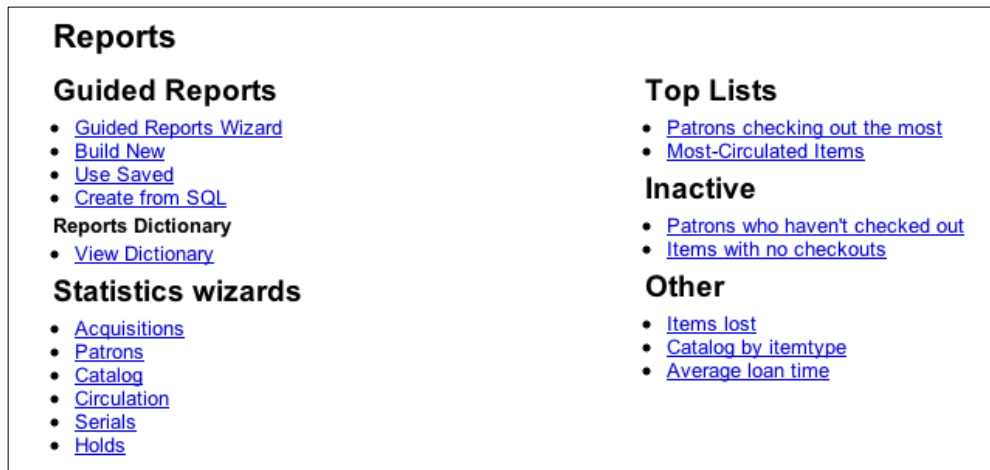 Reports
Guided Reports
Guided Reports Wizard
Build New
Use Saved
Create from SQL
Reports Dictionary
View Dictionary
Statistics wizards
Acquisitions
Patrons
Catalog
Circulation
Serials
Holds
Top Lists
Patrons checking out the most
Most-Circulated Items
Inactive
Patrons who haven't checked out
Items with no checkouts
Other
Items lost
Catalog by itemtype
Average loan time